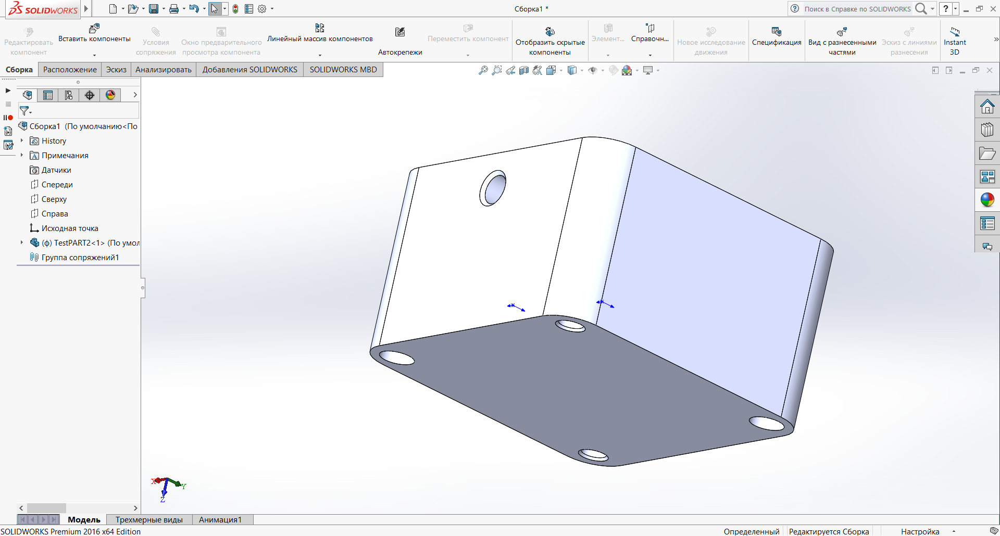 SOLIDWORKS
Сборка1 *
Поиск в Справке по SOLIDWORKS
?
Редактировать компонент
Вставить компоненты
Условия сопряжения
Окно предварительного просмотра компонента
Линейный массив компонентов
Автокрепежи
Переместить компонент
Отобразить скрытые компоненты
Элемент...
Справочн...
Новое исследование движения
Спецификация
Вид с разнесенными частями
Эскиз с линиями разнесения
Instant 3D
Сборка
Расположение
Эскиз
Анализировать
Добавления SOLIDWORKS
SOLIDWORKS MBD
Сборка1 (По умолчанию<По
History
Примечания
Датчики
Спереди
Сверху
Справа
Исходная точка
(ф) TestPART2<1> (По умол
Группа сопряжений1
X
Y
Z
Модель
Трехмерные виды
Анимация1
SOLIDWORKS Premium 2016 x64 Edition
Определенный
Редактируется Сборка
Настройка